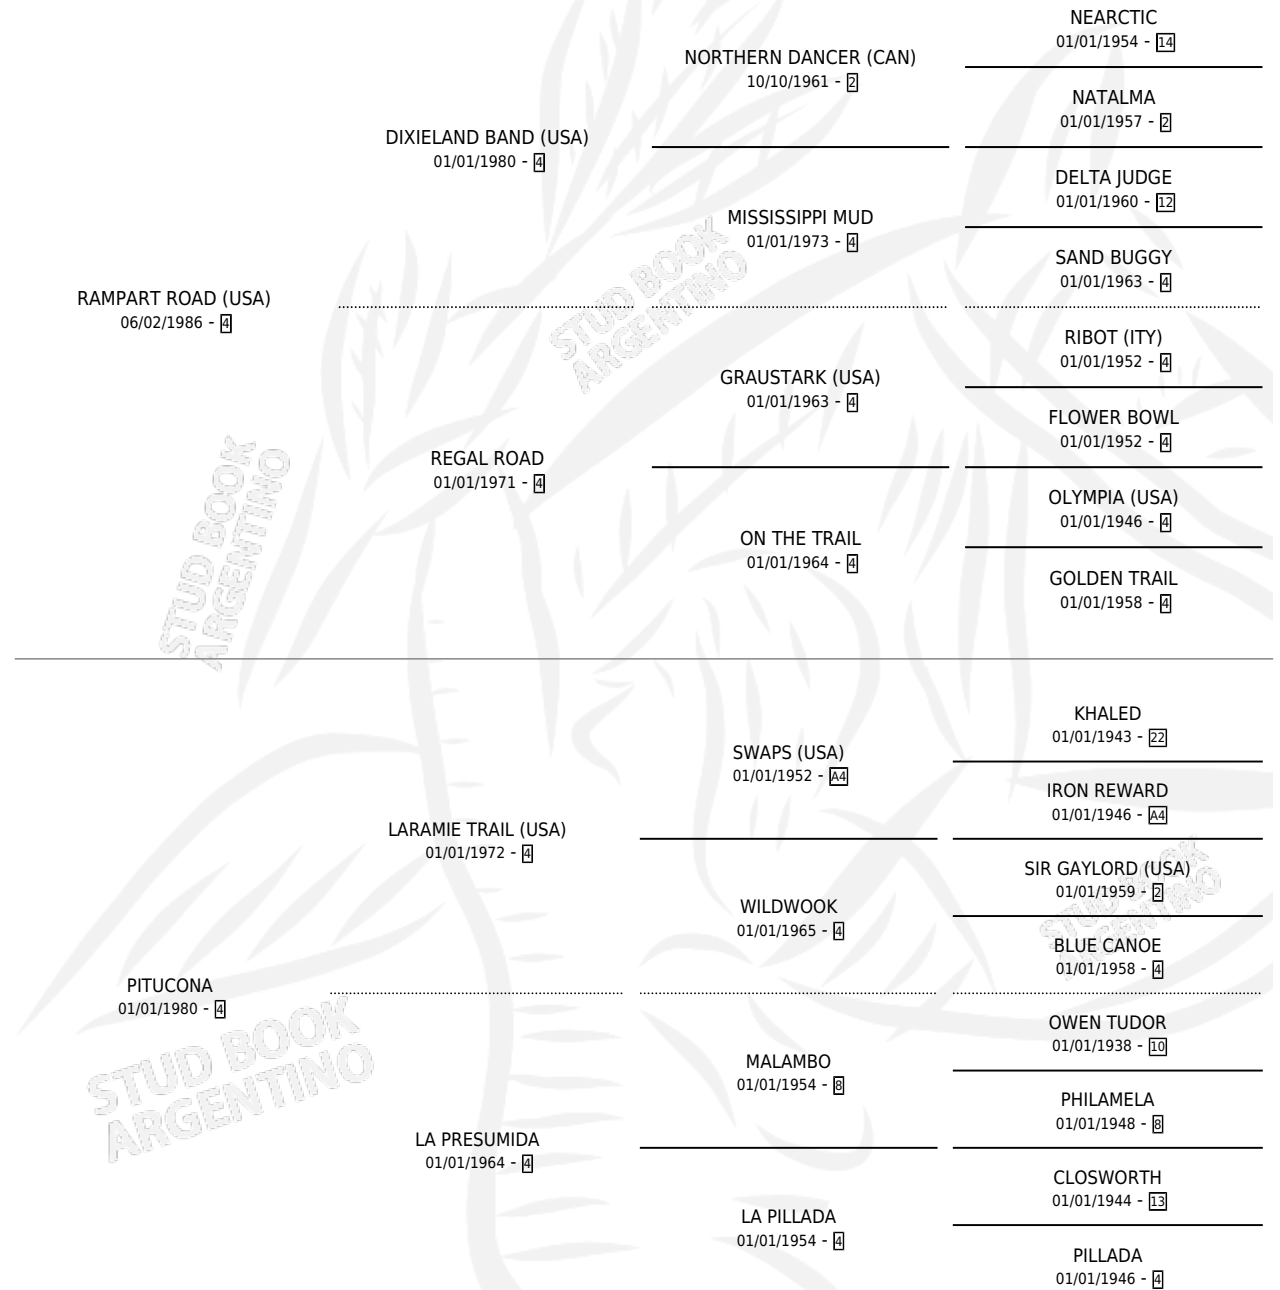 NEARCTIC
01/01/1954 - 14
NORTHERN DANCER (CAN)
10/10/1961 - 2
NATALMA
01/01/1957 - 2
DIXIELAND BAND (USA)
01/01/1980 - 4
DELTA JUDGE
01/01/1960 - 12
MISSISSIPPI MUD
01/01/1973 - 4
SAND BUGGY
01/01/1963 - 4
RAMPART ROAD (USA)
06/02/1986 - 4
RIBOT (ITY)
01/01/1952 - 4
GRAUSTARK (USA)
01/01/1963 - 4
FLOWER BOWL
01/01/1952 - 4
REGAL ROAD
01/01/1971 - 4
OLYMPIA (USA)
01/01/1946 - 4
ON THE TRAIL
01/01/1964 - 4
GOLDEN TRAIL
01/01/1958 - 4
KHALED
01/01/1943 - 22
SWAPS (USA)
01/01/1952 - A4
IRON REWARD
01/01/1946 - A4
LARAMIE TRAIL (USA)
01/01/1972 - 4
SIR GAYLORD (USA)
01/01/1959 - 2
WILDWOOK
01/01/1965 - 4
BLUE CANOE
01/01/1958 - 4
PITUCONA
01/01/1980 - 4
OWEN TUDOR
01/01/1938 - 10
MALAMBO
01/01/1954 - 8
PHILAMELA
01/01/1948 - 8
LA PRESUMIDA
01/01/1964 - 4
CLOSWORTH
01/01/1944 - 13
LA PILLADA
01/01/1954 - 4
PILLADA
01/01/1946 - 4
STUD BOOK
ARGENTINO
STUD BOOK
ARGENTINO
STUD BOOK
ARGENTINO
STUD BOOK
ARGENTINO